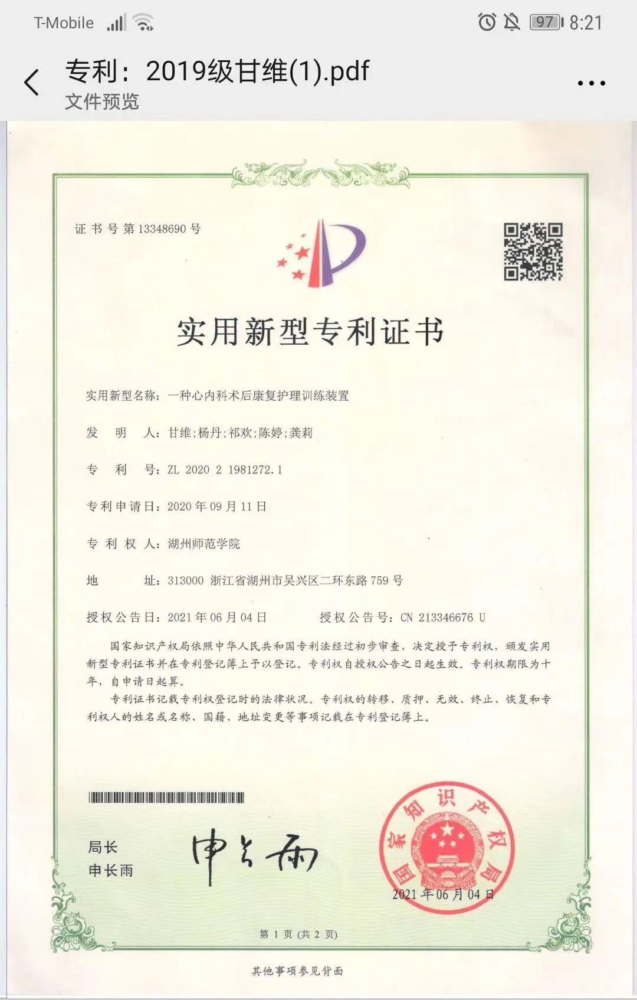 T-Mobile 97 8:21
专利：2019级甘维(1).pdf
文件预览
证书号第13348690号
实用新型专利证书
实用新型名称：一种心内科术后康复护理训练装置
发明人：甘维;杨丹;祁欢;陈婷;龚莉
专利号：ZL 2020 2 1981272.1
专利申请日：2020年09月11日
专利权人：湖州师范学院
地址：313000 浙江省湖州市吴兴区二环东路759号
授权公告日：2021年06月04日 授权公告号：CN 213346676 U
国家知识产权局依照中华人民共和国专利法经过初步审查，决定授予专利权，颁发实用
新型专利证书并在专利登记簿上予以登记。专利权自授权公告之日起生效。专利权期限为十
年，自申请日起算。
专利证书记载专利权登记时的法律状况。专利权的转移、质押、无效、终止、恢复和专
利权人的姓名或名称、国籍、地址变更等事项记载在专利登记簿上。
局长
申长雨
申长雨
国家知识产权局
2021年06月04日
第 1 页 (共 2 页)
其他事项参见背面